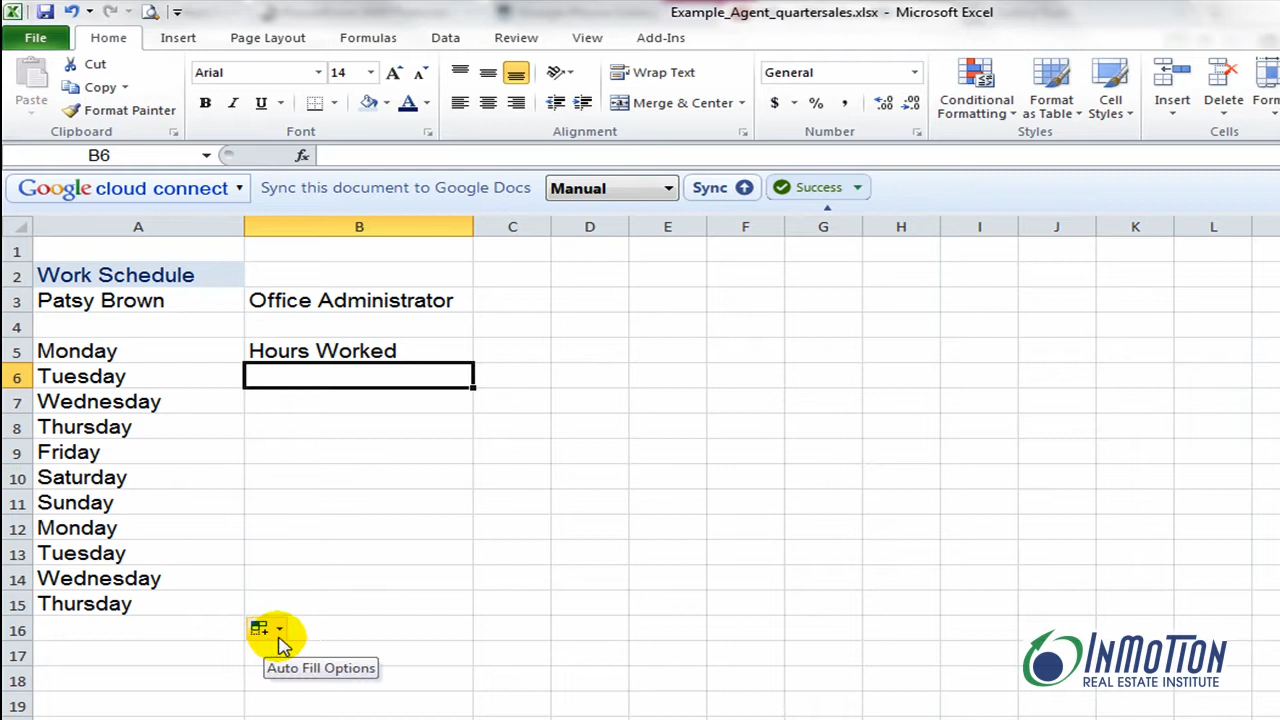 Example_Agent_quartersales.xlsx - Microsoft Excel
File Home Insert Page Layout Formulas Data Review View Add-Ins
Paste
Cut
Copy
Format Painter
Clipboard
Arial 14 A A
B I U A
Font
Wrap Text
Merge & Center
Alignment
General
$ % ,
Number
Conditional Formatting
Format as Table
Cell Styles
Styles
Insert Delete
Cells
B6 fx
Google cloud connect Sync this document to Google Docs Manual Sync Success
A B C D E F G H I J K L
1
2 Work Schedule
3 Patsy Brown Office Administrator
4
5 Monday Hours Worked
6 Tuesday
7 Wednesday
8 Thursday
9 Friday
10 Saturday
11 Sunday
12 Monday
13 Tuesday
14 Wednesday
15 Thursday
16
17
18
19
Auto Fill Options
INMOTION
REAL ESTATE INSTITUTE